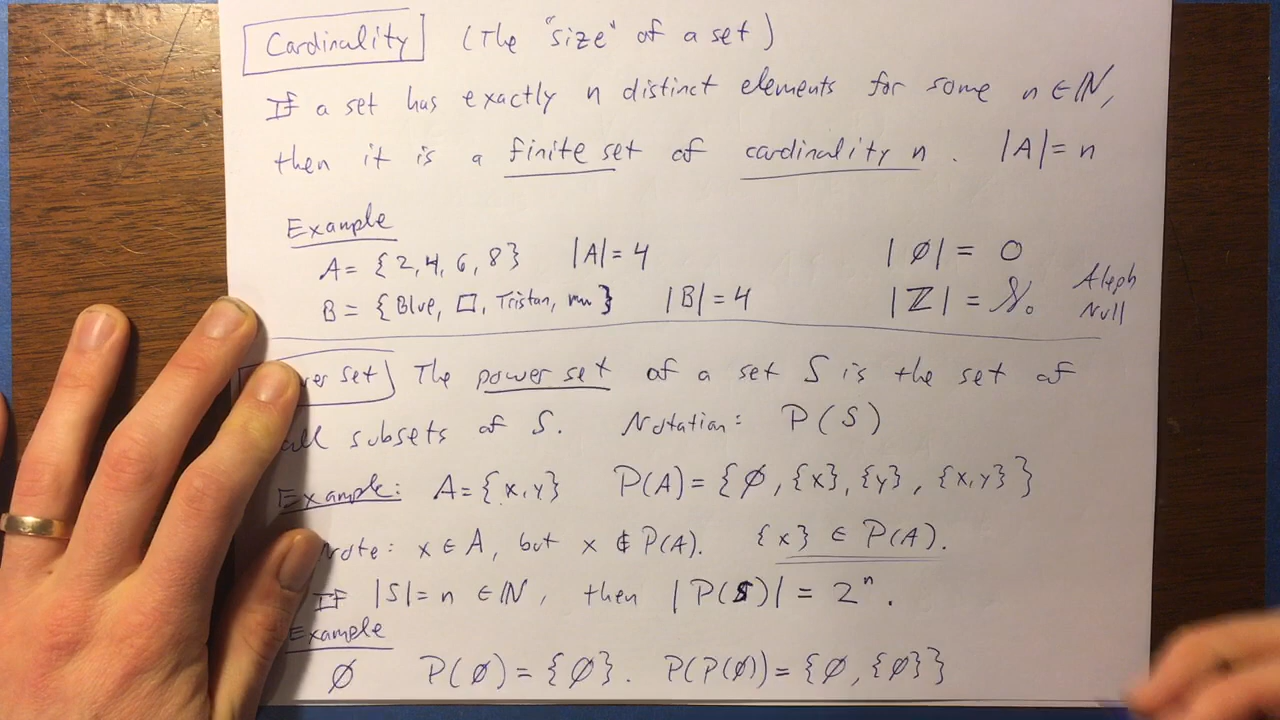 Cardinality (The "size" of a set)
If a set has exactly n distinct elements for some n ∈ ℕ,
then it is a finite set of cardinality n. |A| = n
Example
A = {2, 4, 6, 8} |A| = 4 |∅| = 0
B = {Blue, □, Tristan, } |B| = 4 |ℤ| = ℵ₀ Aleph Null
er set The power set of a set S is the set of
all subsets of S. Notation: P(S)
Example: A = {x, y} P(A) = {∅, {x}, {y}, {x, y}}
Note: x ∈ A, but x ∉ P(A). {x} ∈ P(A).
If |S| = n ∈ ℕ, then |P(S)| = 2ⁿ.
Example
∅ P(∅) = {∅}. P(P(∅)) = {∅, {∅}}